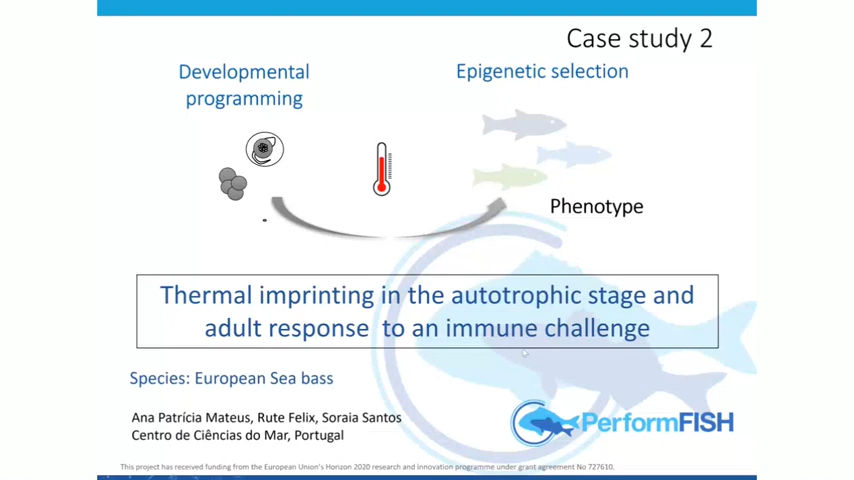 Case study 2
Developmental
programming
Epigenetic selection
Phenotype
Thermal imprinting in the autotrophic stage and
adult response to an immune challenge
Species: European Sea bass
Ana Patrícia Mateus, Rute Felix, Soraia Santos
Centro de Ciências do Mar, Portugal
PerformFISH
This project has received funding from the European Union's Horizon 2020 research and innovation programme under grant agreement No 727610.